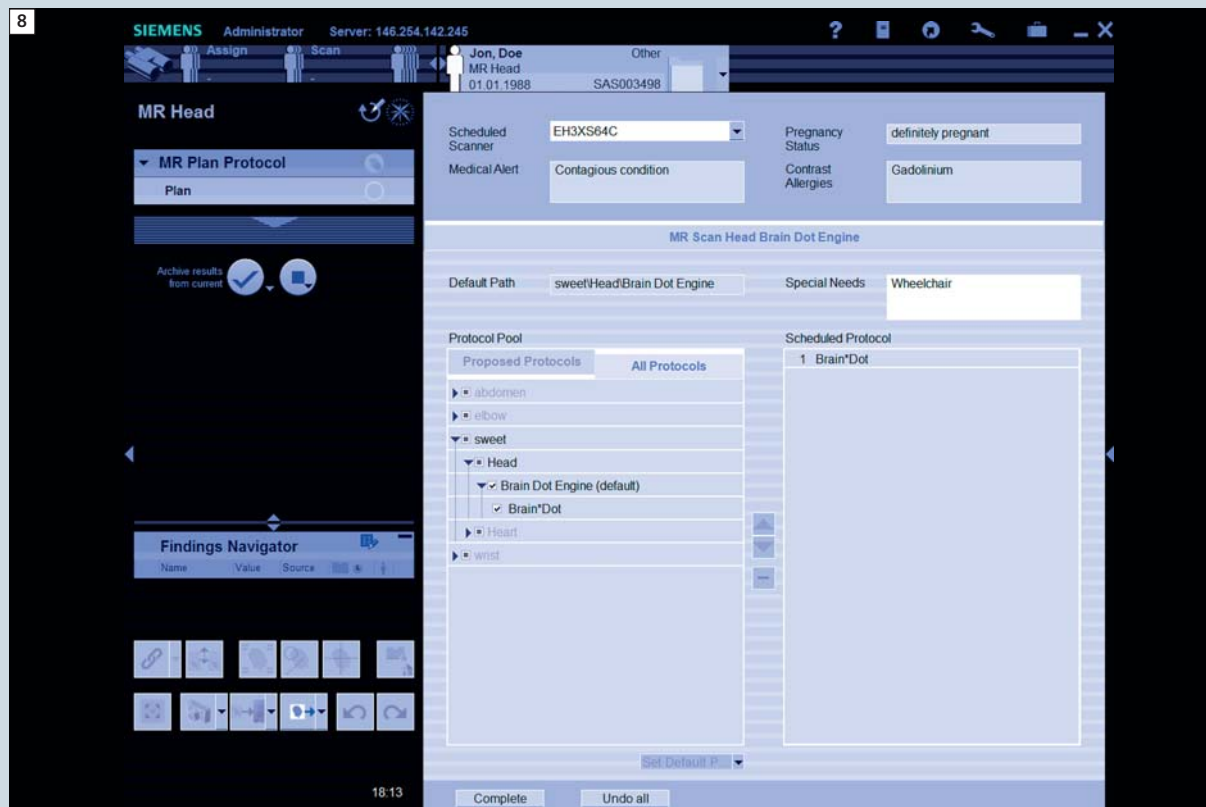 8
SIEMENS Administrator Server: 146.254.142.245 ?
Assign Scan
Jon, Doe Other
MR Head
01.01.1988 SAS003498
MR Head
MR Plan Protocol
Plan
Archive results
from current
Findings Navigator
Name Value Source
18:13
Scheduled
Scanner
EH3XS64C
Pregnancy
Status
definitely pregnant
Medical Alert
Contagious condition
Contrast
Allergies
Gadolinium
MR Scan Head Brain Dot Engine
Default Path sweet\Head\Brain Dot Engine Special Needs Wheelchair
Protocol Pool
Proposed Protocols All Protocols
abdomen
elbow
sweet
Head
Brain Dot Engine (default)
Brain*Dot
Heart
wrist
Scheduled Protocol
1 Brain*Dot
Set Default P...
Complete Undo all